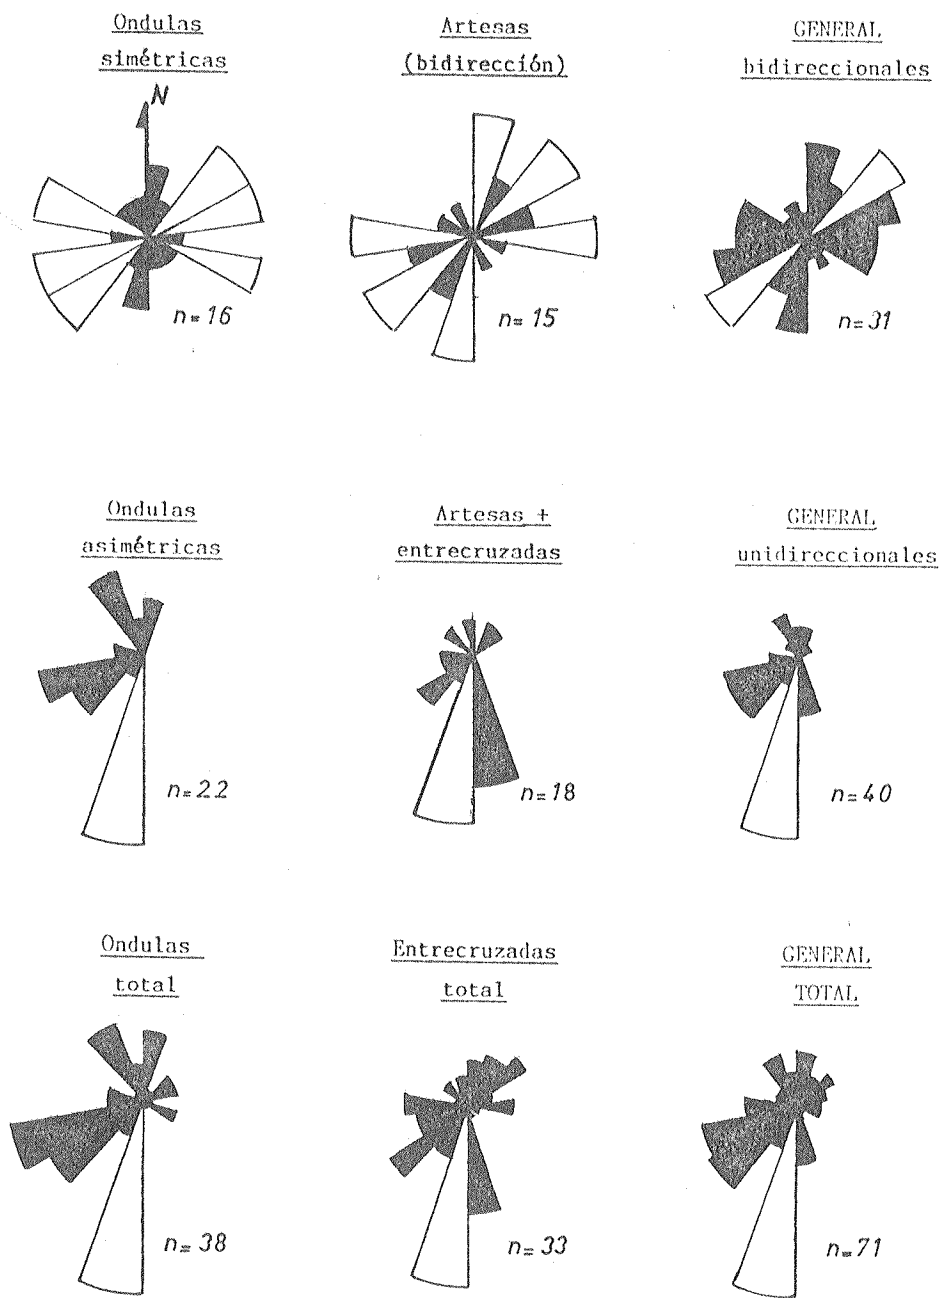 Ondulas
simétricas
Artesas
(bidirección)
GENERAL
bidireccionales
N
n=16
n=15
n=31
Ondulas
asimétricas
Artesas +
entrecruzadas
GENERAL
unidireccionales
n=22
n=18
n=40
Ondulas
total
Entrecruzadas
total
GENERAL
TOTAL
n=38
n=33
n=71